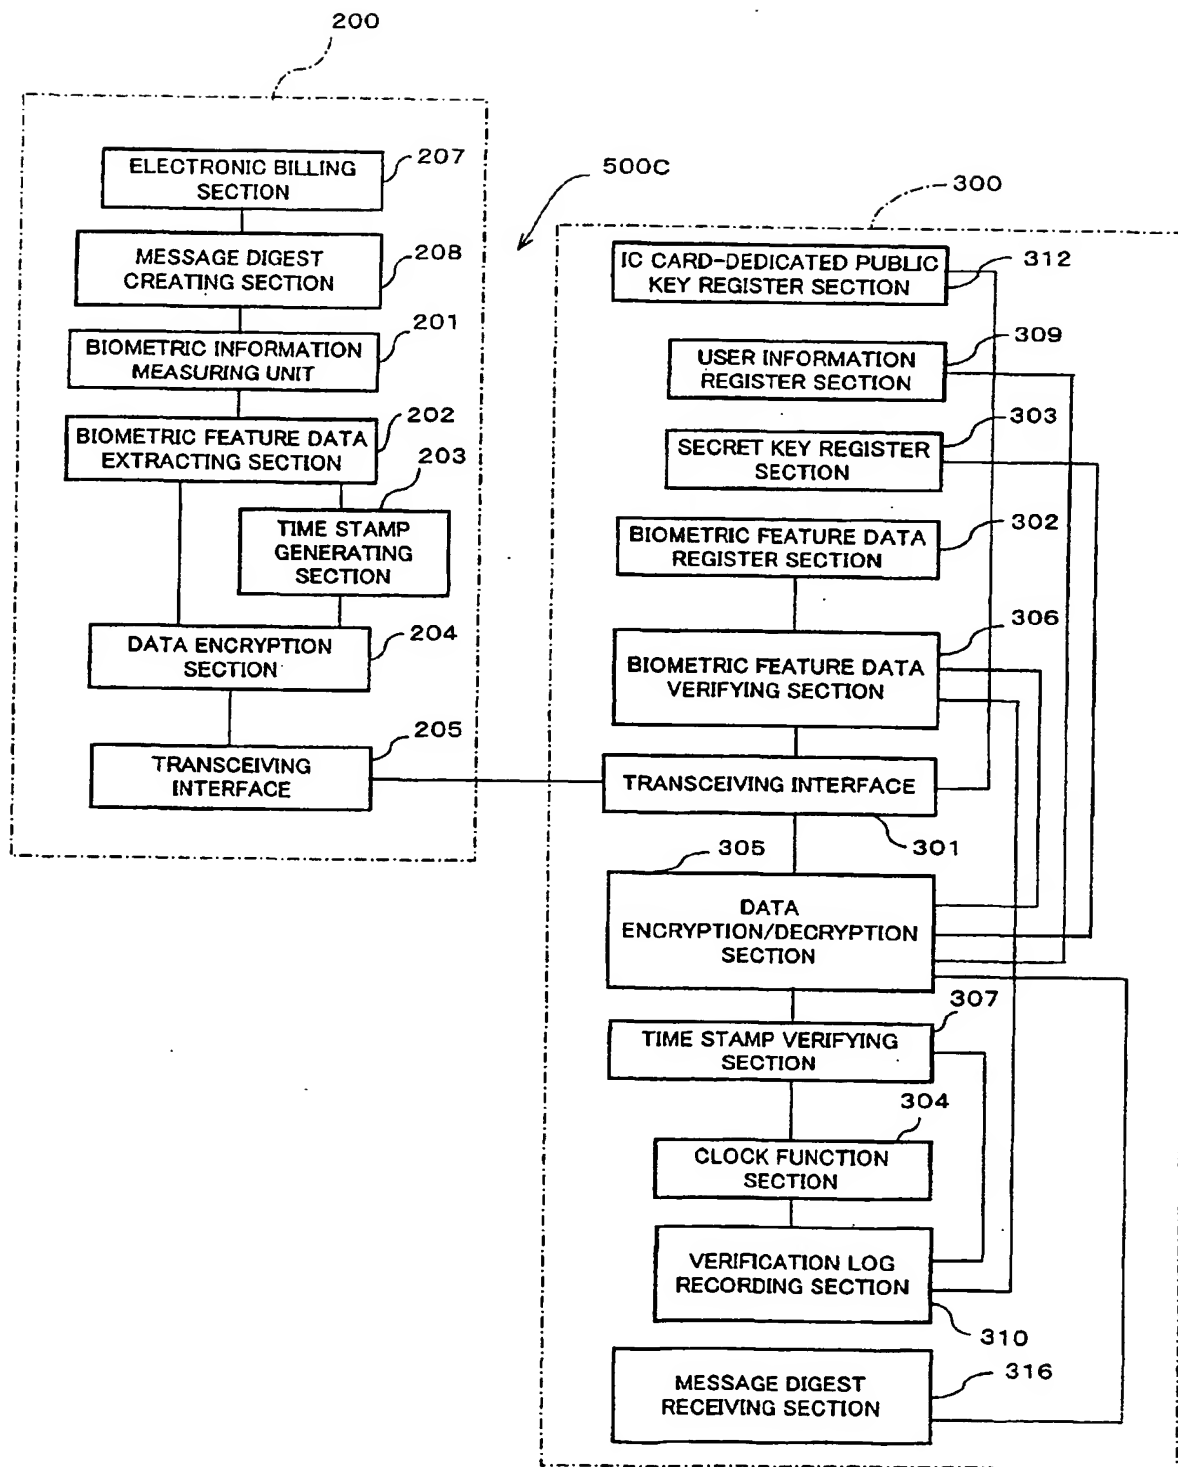 200
ELECTRONIC BILLING
SECTION
207
MESSAGE DIGEST
CREATING SECTION
208
BIOMETRIC INFORMATION
MEASURING UNIT
201
BIOMETRIC FEATURE DATA
EXTRACTING SECTION
202
203
TIME STAMP
GENERATING
SECTION
DATA ENCRYPTION
SECTION
204
TRANSCEIVING
INTERFACE
205
500C
300
IC CARD-DEDICATED PUBLIC
KEY REGISTER SECTION
312
USER INFORMATION
REGISTER SECTION
309
SECRET KEY REGISTER
SECTION
303
BIOMETRIC FEATURE DATA
REGISTER SECTION
302
BIOMETRIC FEATURE DATA
VERIFYING SECTION
306
TRANSCEIVING INTERFACE
301
305
DATA
ENCRYPTION/DECRYPTION
SECTION
TIME STAMP VERIFYING
SECTION
307
304
CLOCK FUNCTION
SECTION
VERIFICATION LOG
RECORDING SECTION
310
MESSAGE DIGEST
RECEIVING SECTION
316